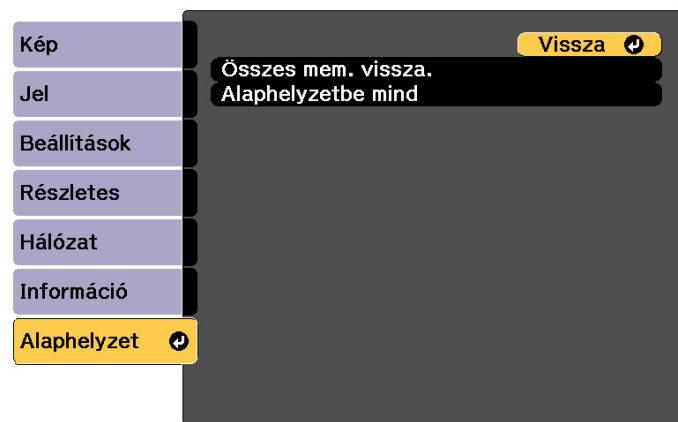 Kép
Jel
Beállítások
Részletes
Hálózat
Információ
Alaphelyzet
Vissza
Összes mem. vissza.
Alaphelyzetbe mind